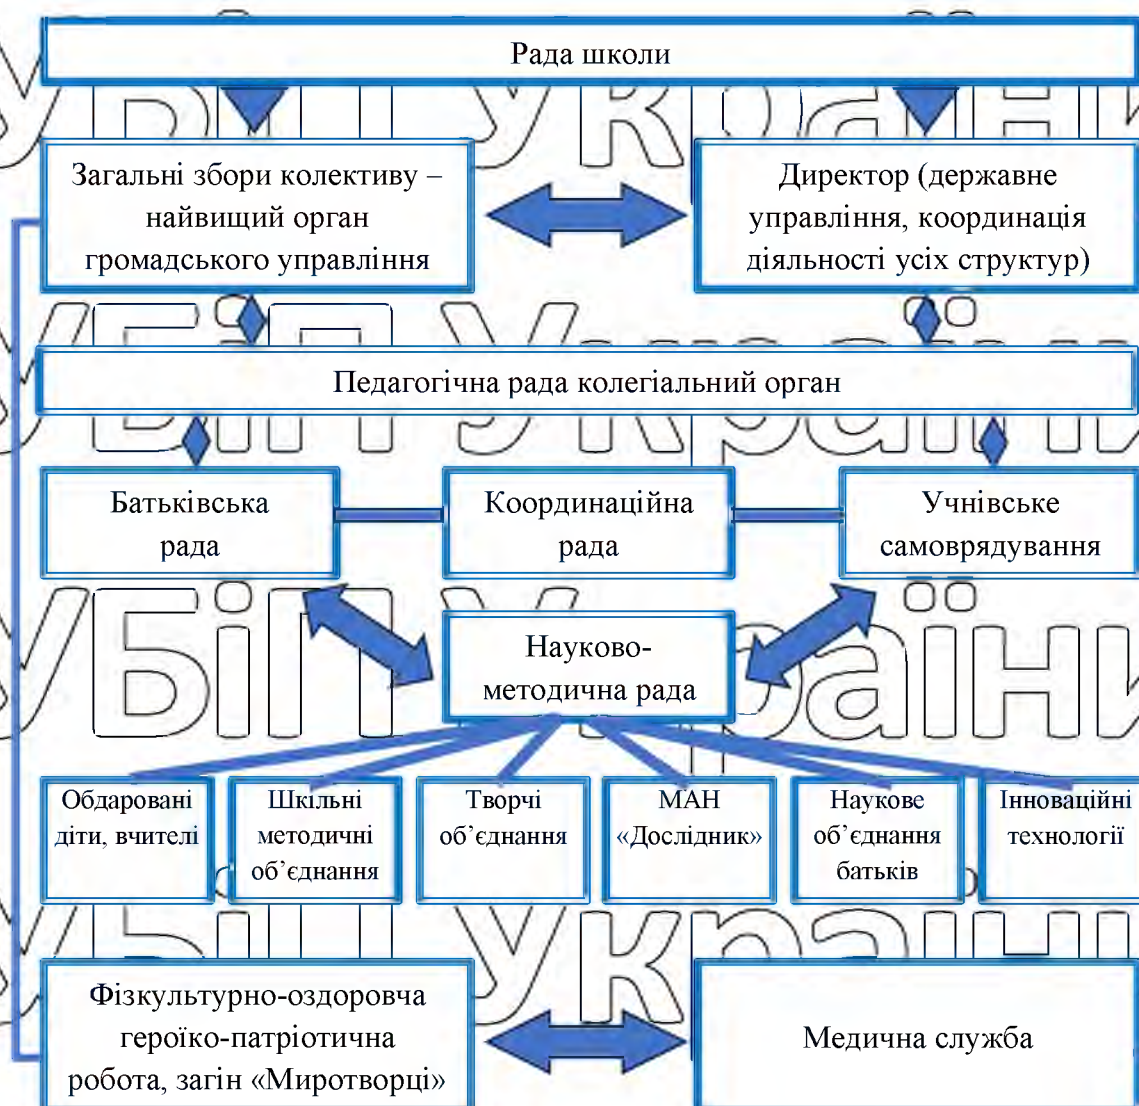 Рада школи
Загальні збори колективу –
найвищий орган
громадського управління
Директор (державне
управління, координація
діяльності усіх структур)
Педагогічна рада колегіальний орган
Батьківська
рада
Координаційна
рада
Учнівське
самоврядування
Науково-
методична рада
Обдаровані
діти, вчителі
Шкільні
методичні
об’єднання
Творчі
об’єднання
МАН
«Дослідник»
Наукове
об’єднання
батьків
Інноваційні
технології
Фізкультурно-оздоровча
героїко-патріотична
робота, загін «Миротворці»
Медична служба